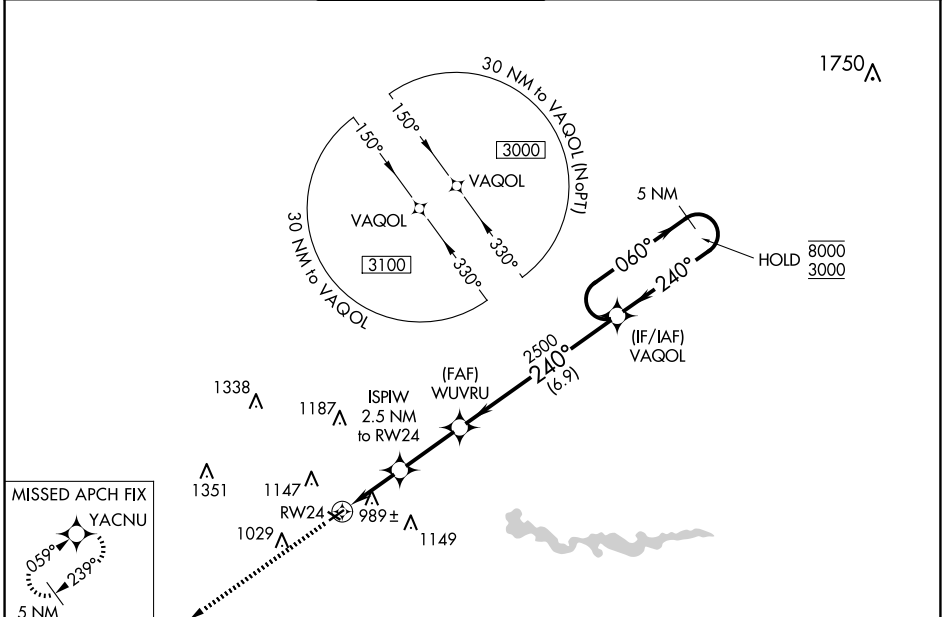 1750
30 NM to VAQOL (NoPT)
150°
3000
VAQOL
330°
150°
VAQOL
3100
330°
30 NM to VAQOL
5 NM
060°
240°
HOLD 8000
3000
(IF/IAF)
VAQOL
2500
240°
(6.9)
(FAF)
WUVRU
ISPIW
2.5 NM
to RW24
1338
1187
1351
1147
RW24
989±
1029
1149
MISSED APCH FIX
YACNU
059°
239°
5 NM